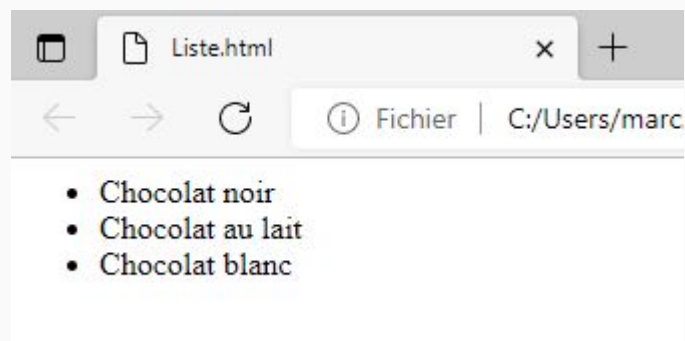 Liste.html
Fichier C:/Users/marc.
Chocolat noir
Chocolat au lait
Chocolat blanc